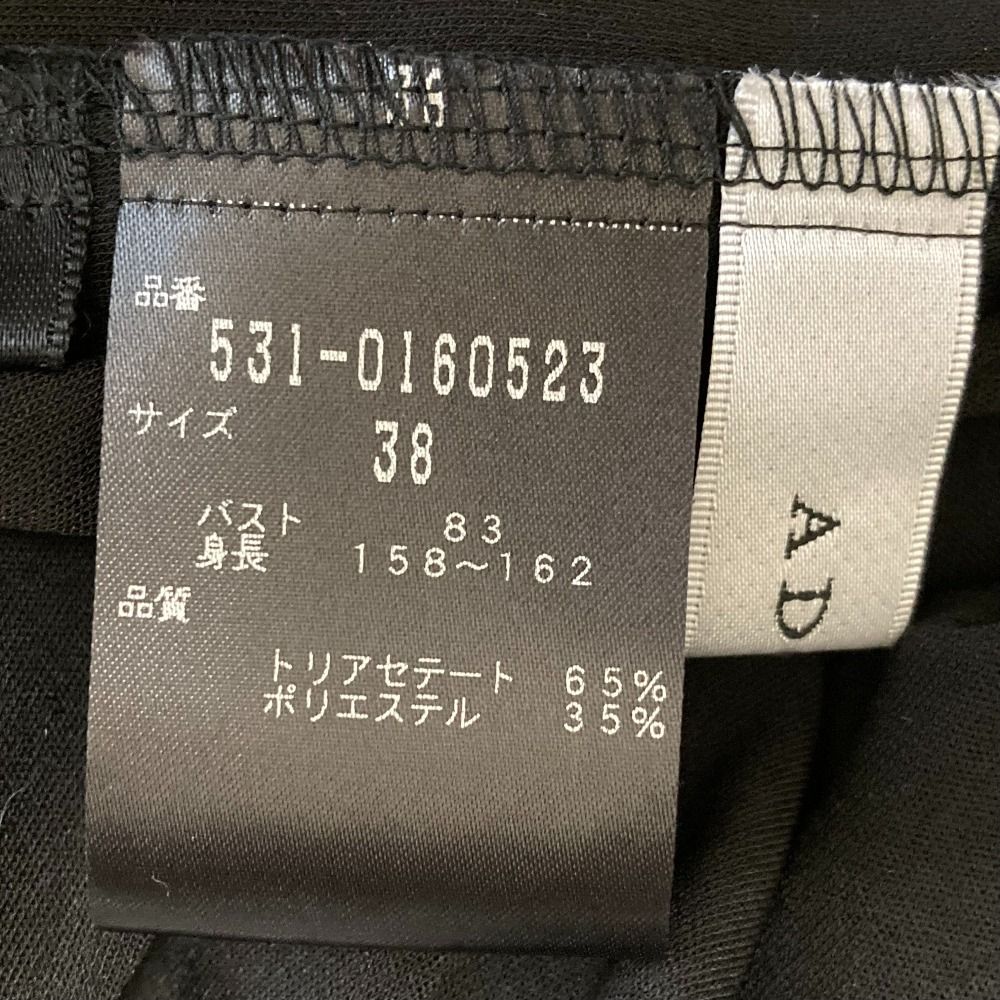 品番
531-0160523
サイズ 38
バスト 83
身長 158～162
品質
トリアセテート 65%
ポリエステル 35%
AD